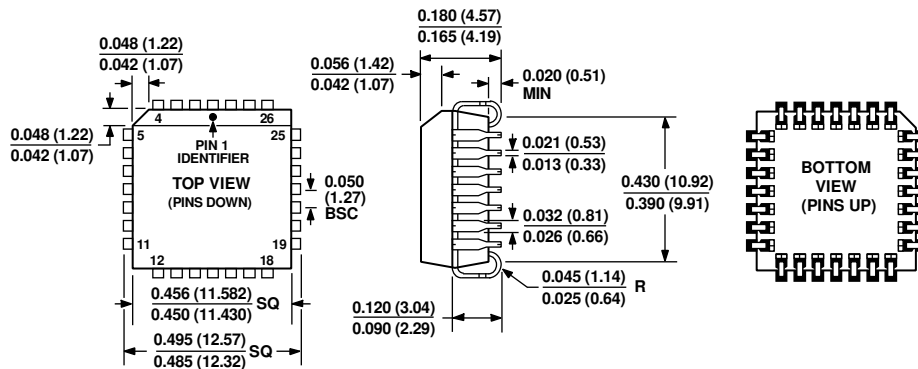 0.048 (1.22)
0.042 (1.07)
0.048 (1.22)
0.042 (1.07)
4
26
5
25
PIN 1
IDENTIFIER
TOP VIEW
(PINS DOWN)
11
19
12
18
0.050
(1.27)
BSC
0.456 (11.582)
0.450 (11.430)
SQ
0.495 (12.57)
0.485 (12.32)
SQ
0.180 (4.57)
0.165 (4.19)
0.056 (1.42)
0.042 (1.07)
0.020 (0.51)
MIN
0.021 (0.53)
0.013 (0.33)
0.032 (0.81)
0.026 (0.66)
0.430 (10.92)
0.390 (9.91)
0.045 (1.14)
0.025 (0.64)
R
0.120 (3.04)
0.090 (2.29)
BOTTOM
VIEW
(PINS UP)